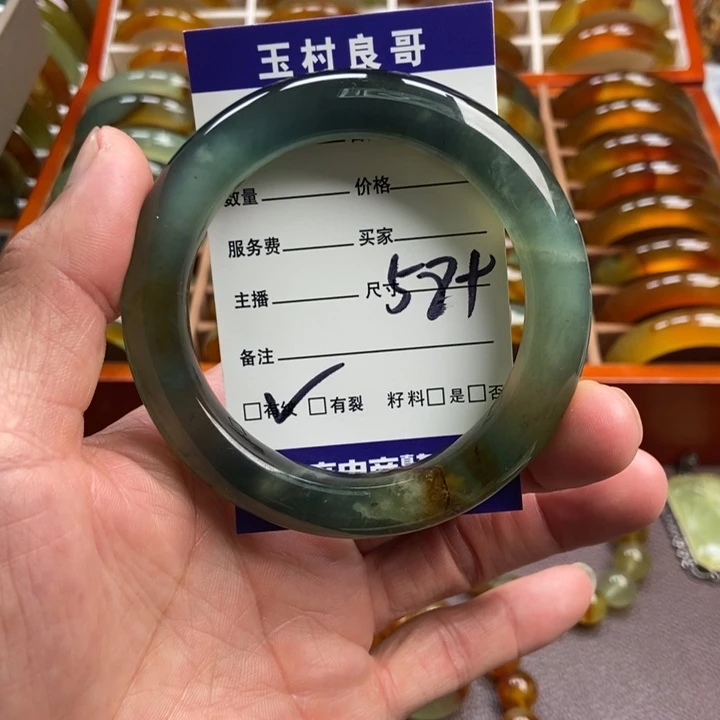 玉村良哥
数量 价格
服务费 买家
主播 尺寸 58+
备注
□有纹 □有裂 籽料□是□否